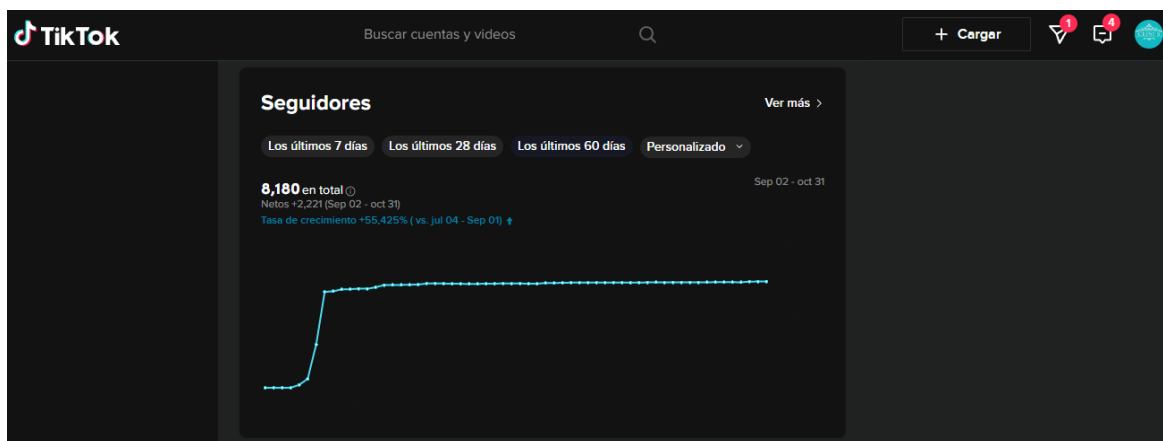 TikTok
Buscar cuentas y videos
+ Cargar
1
4
Seguidores
Ver más >
Los últimos 7 días
Los últimos 28 días
Los últimos 60 días
Personalizado
8,180 en total
Sep 02 - oct 31
Netos +2,221 (Sep 02 - oct 31)
Tasa de crecimiento +55,425% ( vs. jul 04 - Sep 01)